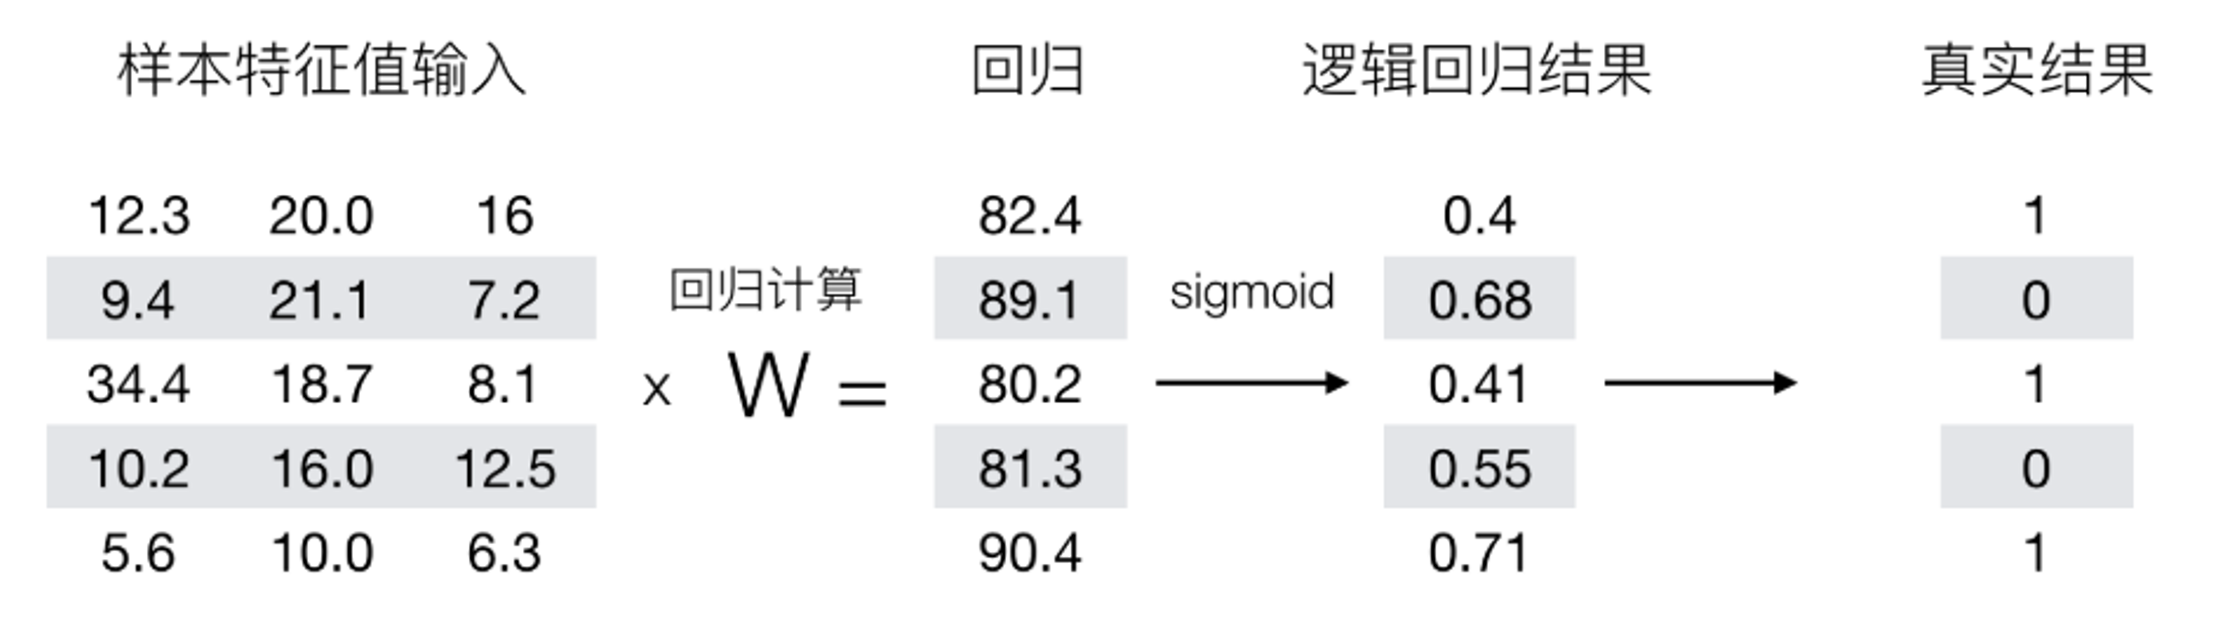 样本特征值输入 回归 逻辑回归结果 真实结果
12.3 20.0 16 82.4 0.4 1
9.4 21.1 7.2 回归计算 89.1 sigmoid 0.68 0
34.4 18.7 8.1 x W = 80.2 0.41 1
10.2 16.0 12.5 81.3 0.55 0
5.6 10.0 6.3 90.4 0.71 1